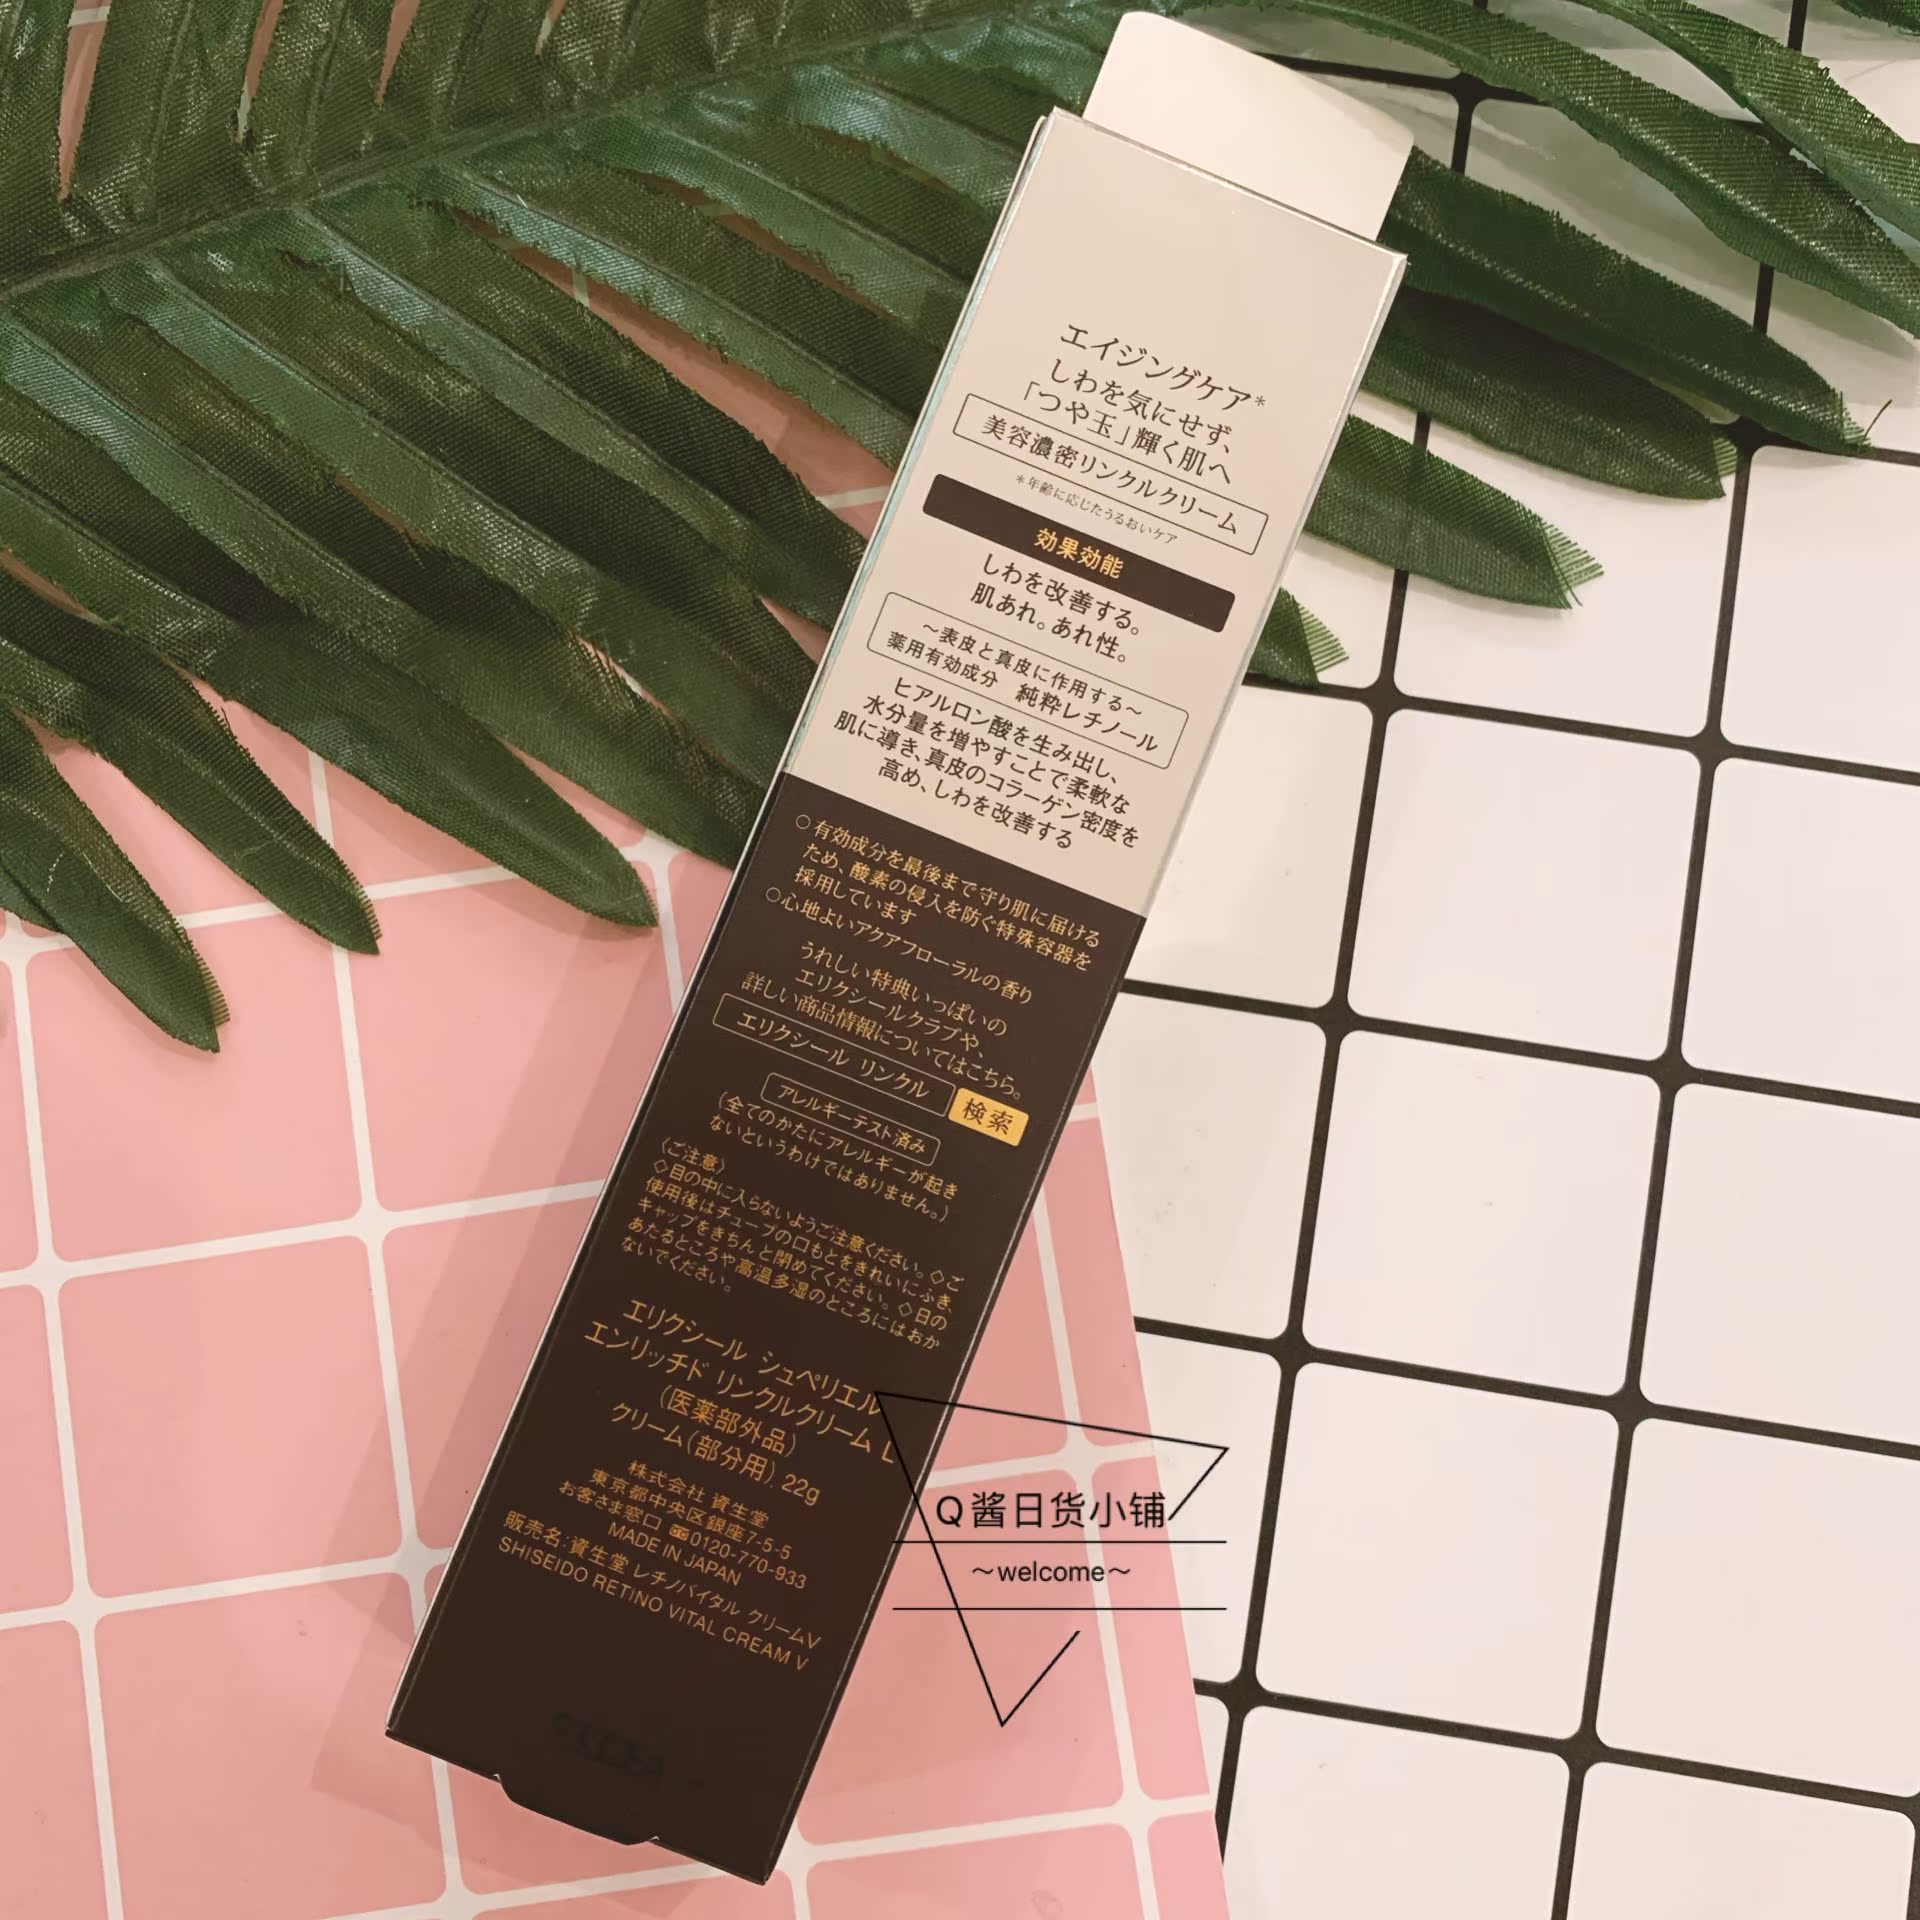 エイジングケア*
しわを気にせず、
「つや玉」輝く肌へ
美容濃密リンクルクリーム
*年齢に応じたうるおいケア
効果効能
しわを改善する。
肌あれ。あれ性。
~表皮と真皮に作用する~
薬用有効成分 純粋レチノール
ヒアルロン酸を生み出し、
水分量を増やすことで柔軟な
肌に導き、真皮のコラーゲン密度を
高め、しわを改善する
○有効成分を最後まで守り肌に届ける
ため、酸素の侵入を防ぐ特殊容器を
採用しています
○心地よいアクアフローラルの香り
うれしい特典いっぱいの
エリクシールクラブや、
詳しい商品情報についてはこちら。
エリクシール リンクル 検索
アレルギーテスト済み
(全てのかたにアレルギーが起き
ないというわけではありません。)
〈ご注意〉
◇目の中に入らないようご注意ください。◇ご
使用後はチューブの口もとをきれいにふき、
キャップをきちんと閉めてください。◇日の
あたるところや高温多湿のところにはおか
ないでください。
エリクシール シュペリエル
エンリッチド リンクルクリーム L
(医薬部外品)
クリーム(部分用). 22g
株式会社 資生堂
東京都中央区銀座7-5-5
お客さま窓口 0120-770-933
MADE IN JAPAN
販売名:資生堂 レチノバイタル クリームV
SHISEIDO RETINO VITAL CREAM V
Q酱日货小铺
~welcome~